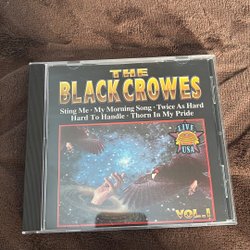 THE
BLACK CROWES
Sting Me · My Morning Song · Twice As Hard
Hard To Handle · Thorn In My Pride
LIVE
USA
VOL.1